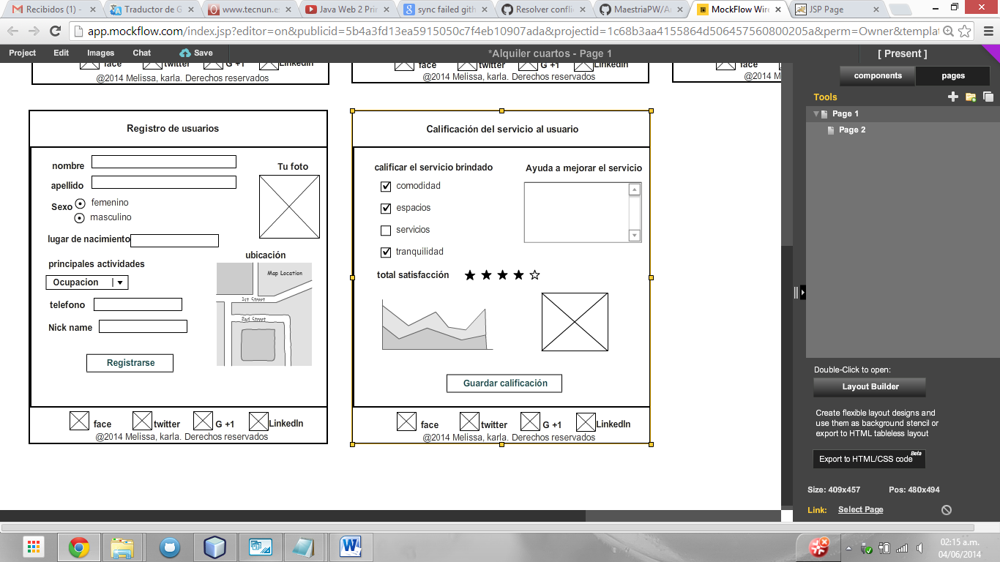 Recibidos (1) -
Traductor de G
www.tecnun.e
Java Web 2 Pri
sync failed gith
Resolver confli
MaestriaPW/A
MockFlow Wir
JSP Page
app.mockflow.com/index.jsp?editor=on&publicid=5b4a3fd13ea5915050c7f4eb10907ada&projectid=1c68b3aa4155864d506457560800205a&perm=Owner&templat
Project Edit Images Chat Save
*Alquiler cuartos - Page 1
[ Present ]
face twitter G +1 LinkedIn
@2014 Melissa, karla. Derechos reservados
face twitter G +1 LinkedIn
@2014 Melissa, karla. Derechos reservados
face
@2014 M
Registro de usuarios
nombre
apellido
Sexo
femenino
masculino
lugar de nacimiento
principales actividades
Ocupacion
telefono
Nick name
Registrarse
Tu foto
ubicación
Map Location
1st Street
2nd Street
face twitter G +1 LinkedIn
@2014 Melissa, karla. Derechos reservados
Calificación del servicio al usuario
calificar el servicio brindado
comodidad
espacios
servicios
tranquilidad
total satisfacción
Ayuda a mejorar el servicio
Guardar calificación
face twitter G +1 LinkedIn
@2014 Melissa, karla. Derechos reservados
components pages
Tools
Page 1
Page 2
Double-Click to open:
Layout Builder
Create flexible layout designs and
use them as background stencil or
export to HTML tableless layout
Export to HTML/CSS code Beta
Size: 409x457 Pos: 480x494
Link: Select Page
02:15 a.m.
04/06/2014